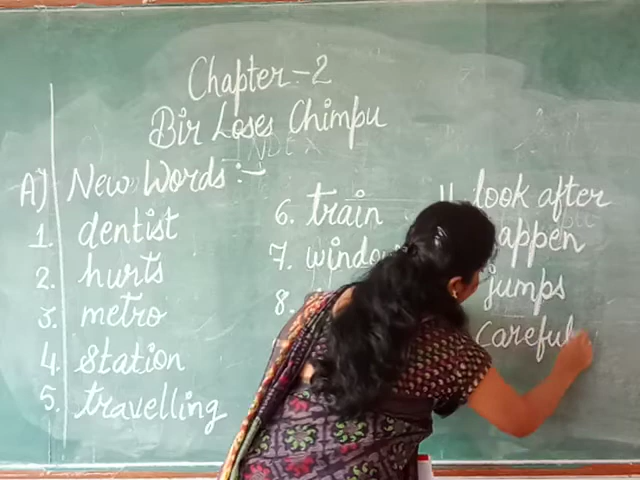 Chapter-2
Bir Loses Chimpu
A) New Words:-
1. dentist
2. hurts
3. metro
4. station
5. travelling
6. train
7. windo
8.
11. look after
appen
jumps
careful